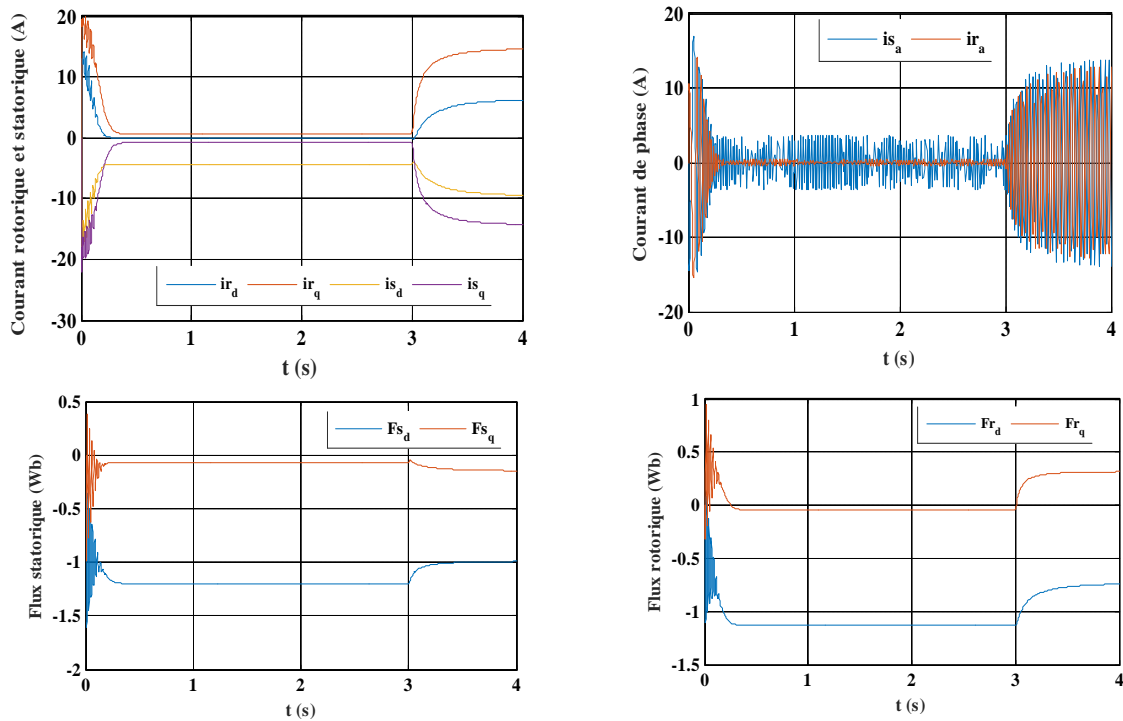 Courant rotorique et statorique (A)
20
10
0
-10
-20
-30
ir_d ir_q is_d is_q
0 1 2 3 4
t (s)
Courant de phase (A)
20
10
0
-10
-20
is_a ir_a
0 1 2 3 4
t (s)
Flux statorique (Wb)
0.5
0
-0.5
-1
-1.5
-2
Fs_d Fs_q
0 1 2 3 4
t (s)
Flux rotorique (Wb)
1
0.5
0
-0.5
-1
-1.5
Fr_d Fr_q
0 1 2 3 4
t (s)